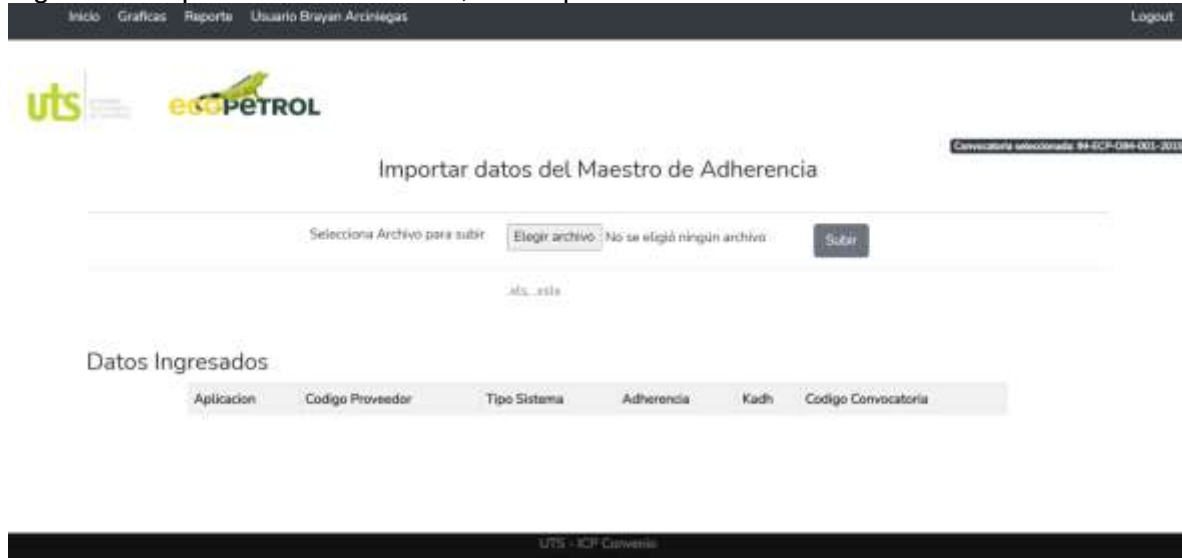 Inicio Graficas Reporte Usuario Brayan Arciniegas Logout
uts ecopetrol
Convocatoria seleccionada:
Importar datos del Maestro de Adherencia
Selecciona Archivo para subir Elegir archivo No se eligió ningún archivo Subir
.xls, .xslx
Datos Ingresados
Aplicacion Codigo Proveedor Tipo Sistema Adherencia Kadh Codigo Convocatoria
UTS - ICP Convenio